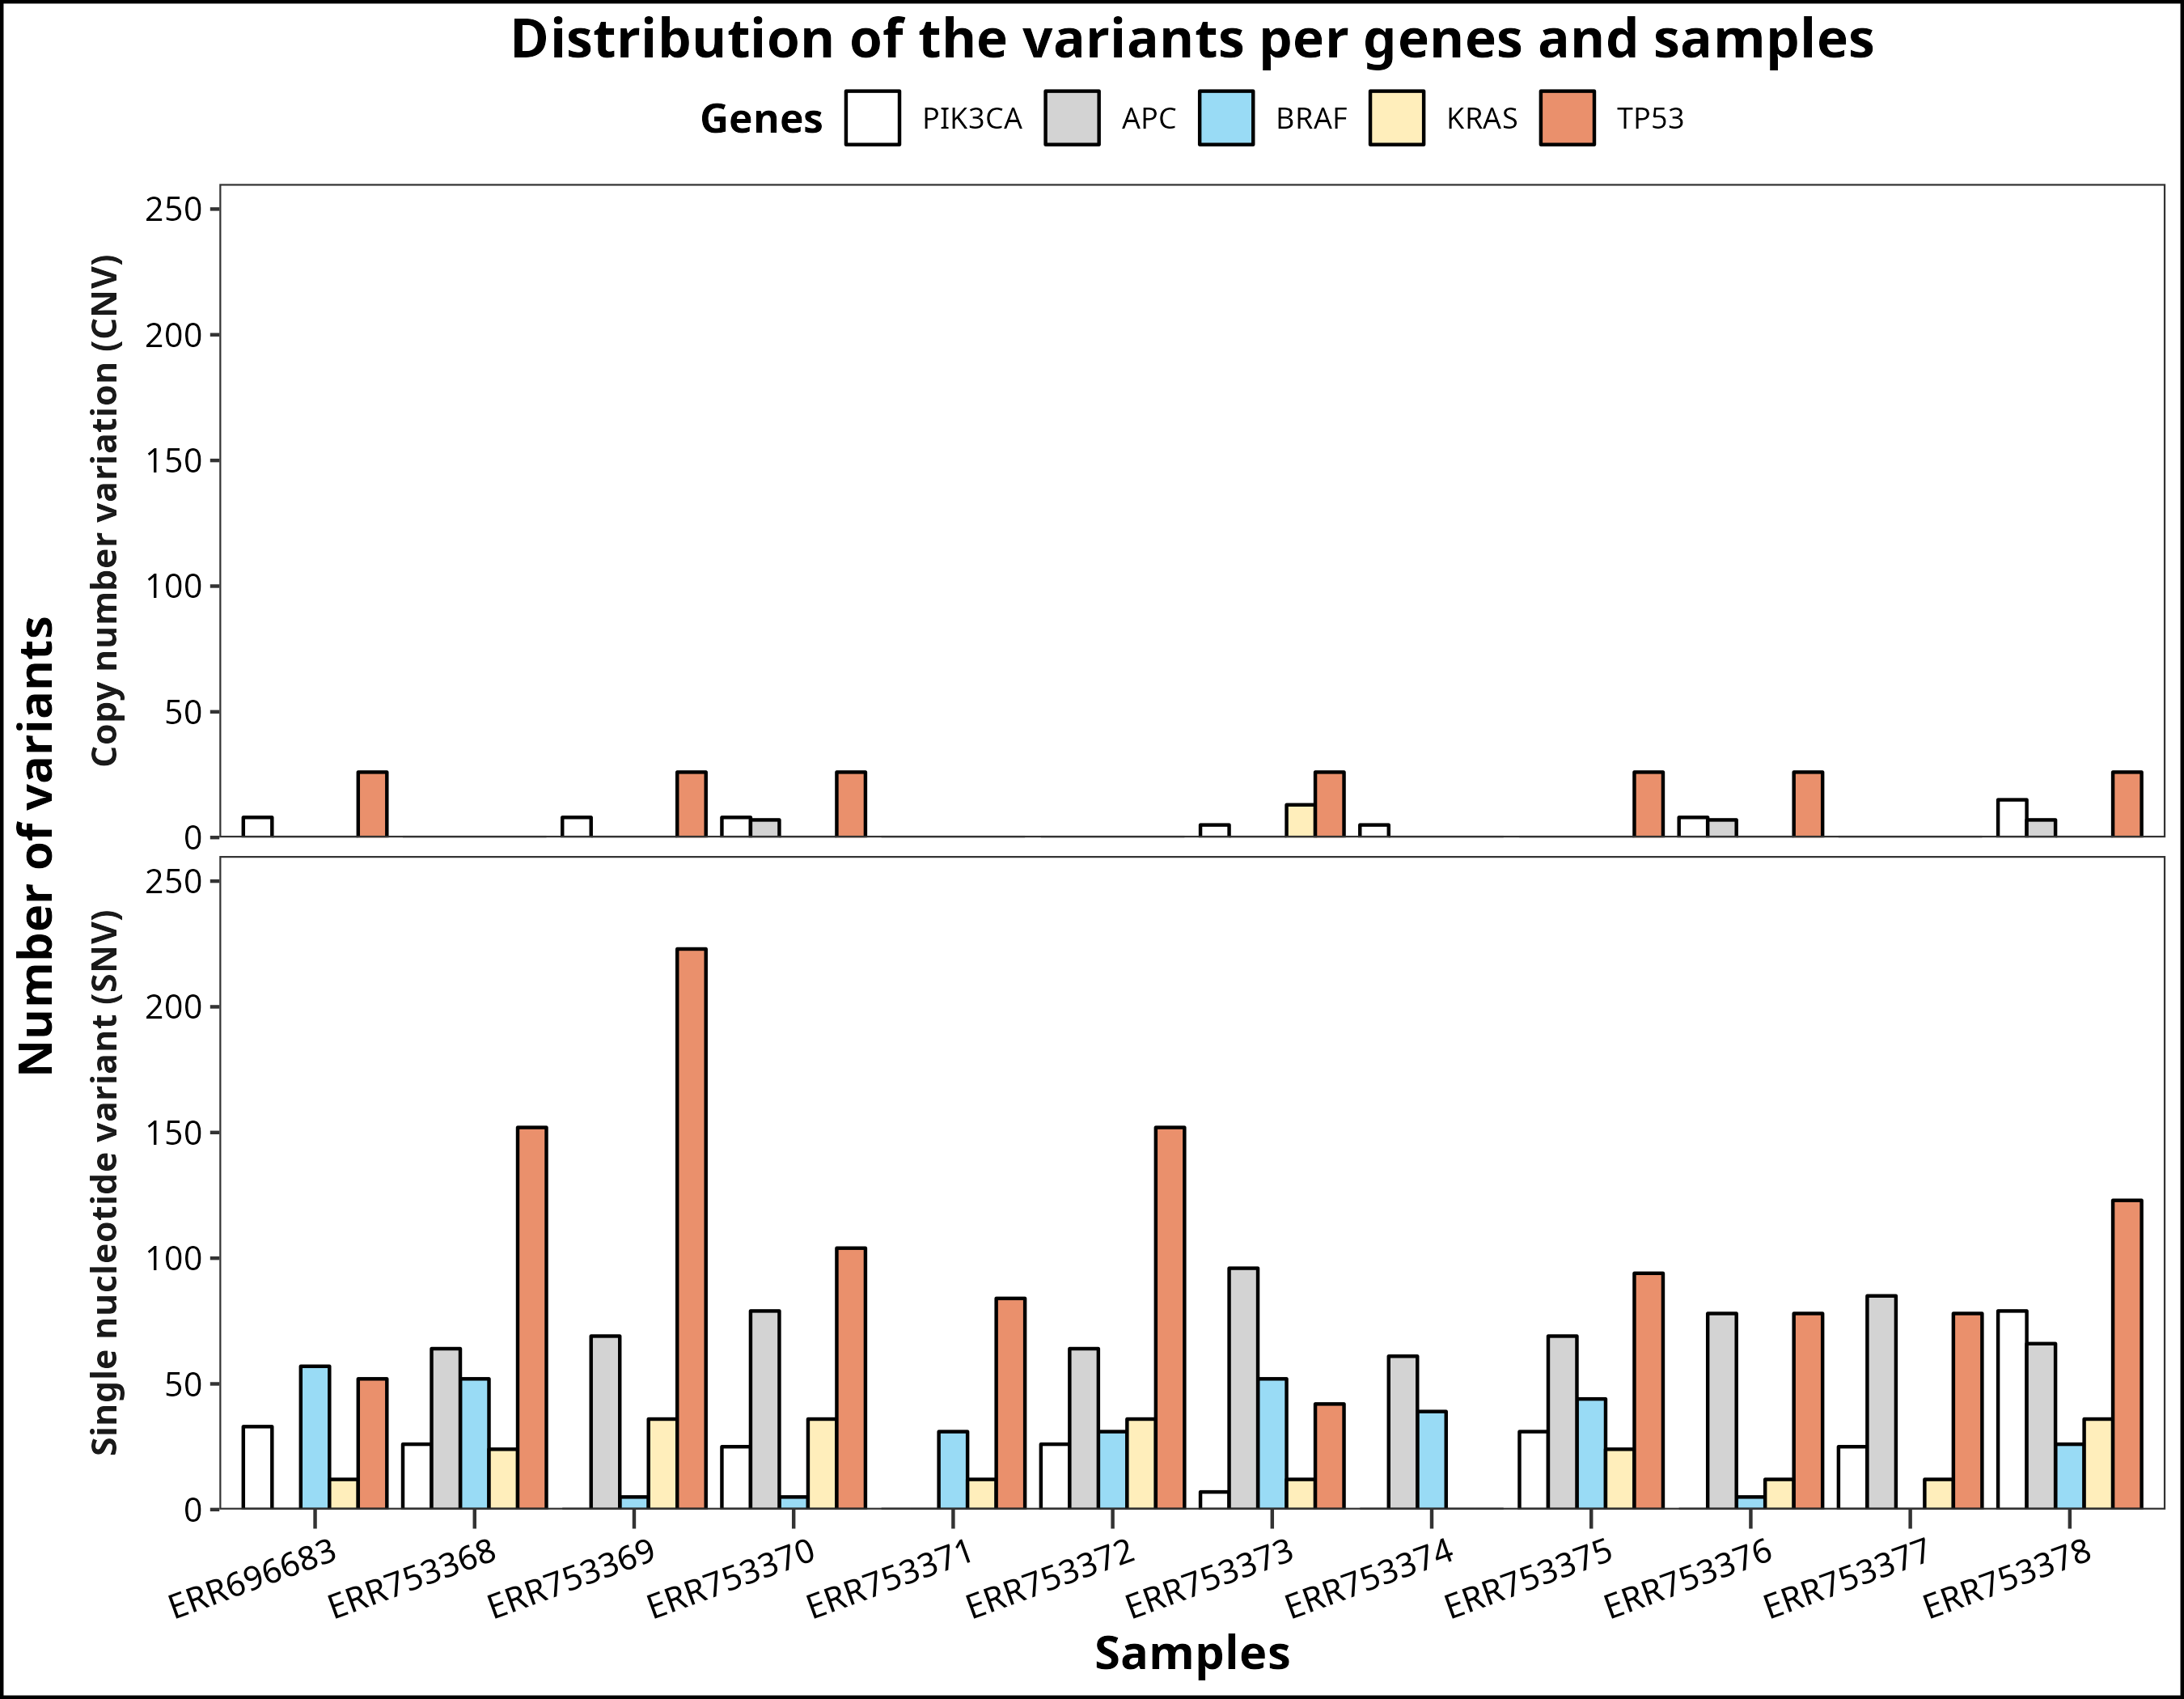 Distribution of the variants per genes and samples
Genes PIK3CA APC BRAF KRAS TP53
Number of variants
Copy number variation (CNV)
250
200
150
100
50
0
Single nucleotide variant (SNV)
250
200
150
100
50
0
ERR696683 ERR753368 ERR753369 ERR753370 ERR753371 ERR753372 ERR753373 ERR753374 ERR753375 ERR753376 ERR753377 ERR753378
Samples